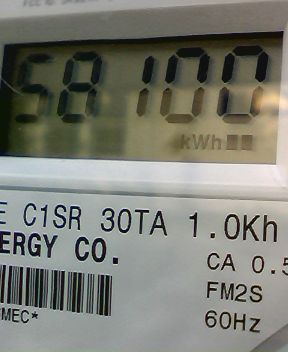 58100
kWh
E C1SR 30TA 1.0Kh
ERGY CO.
CA 0.5
FM2S
MEC*
60Hz